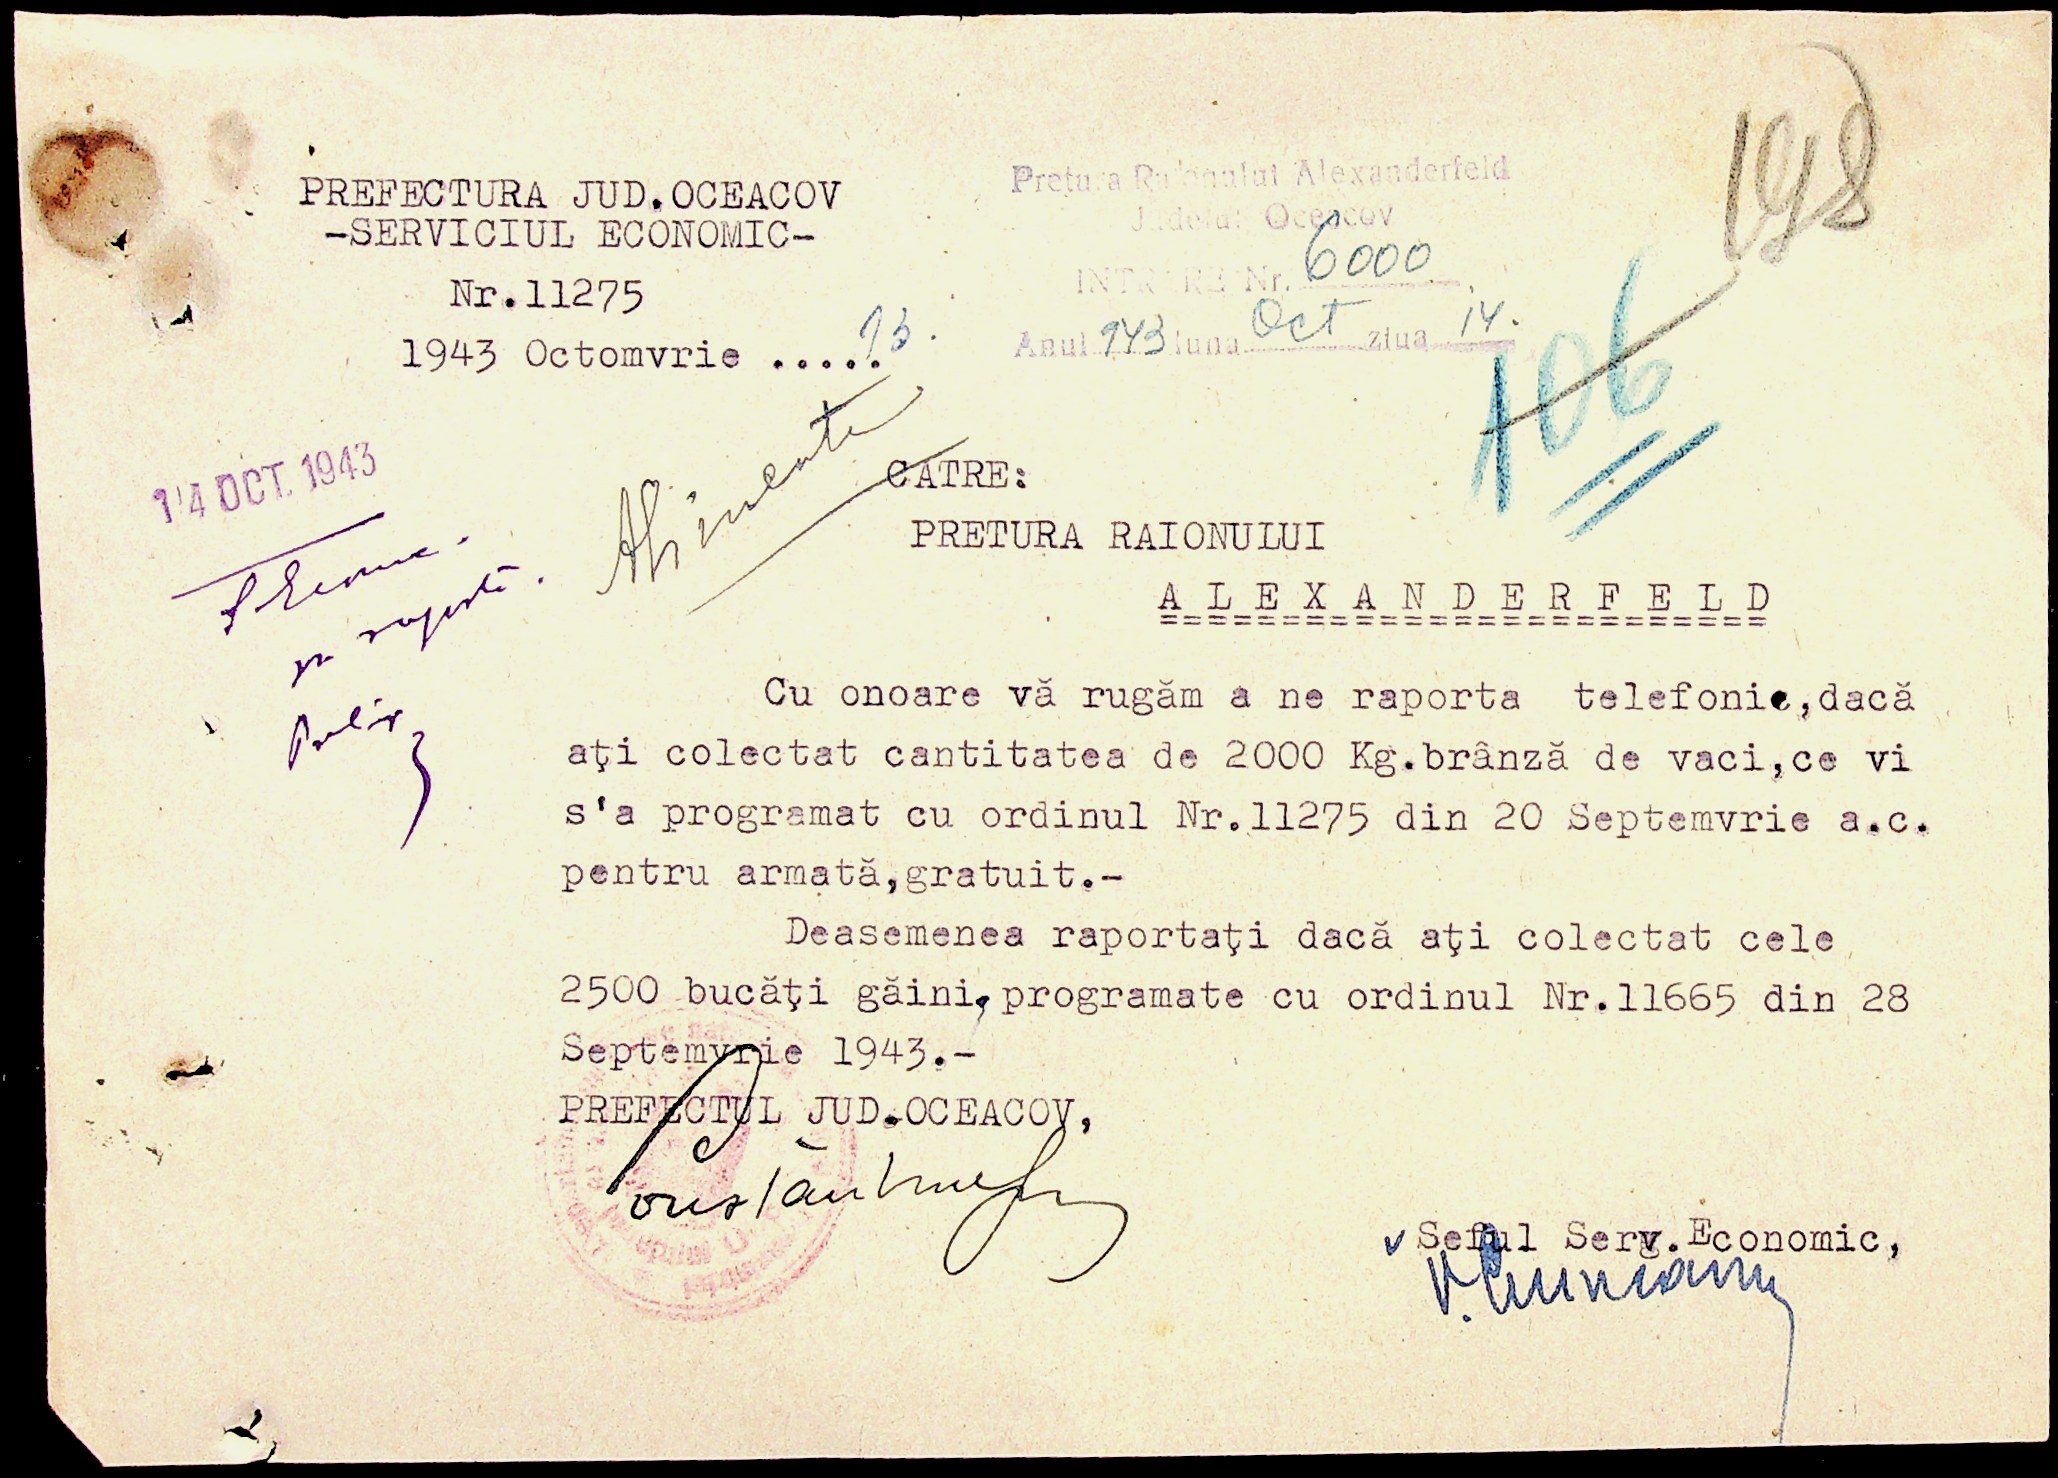 PREFECTURA JUD.OCEACOV
-SERVICIUL ECONOMIC-
Nr.11275
1943 Octomvrie .....13.
Pretura Raionului Alexanderfeld
Judetul Oceacov
INTRARE Nr. 6000
Anul 943 luna Oct ziua 14.
198
106
14 OCT. 1943
Alimente
CATRE:
PRETURA RAIONULUI
ALEXANDERFELD
Cu onoare vă rugăm a ne raporta telefonic,dacă
aţi colectat cantitatea de 2000 Kg.brânză de vaci,ce vi
s'a programat cu ordinul Nr.11275 din 20 Septemvrie a.c.
pentru armată,gratuit.-
Deasemenea raportaţi dacă aţi colectat cele
2500 bucăţi găini,programate cu ordinul Nr.11665 din 28
Septemvrie 1943.-
PREFECTUL JUD.OCEACOV,
Seful Serv.Economic,